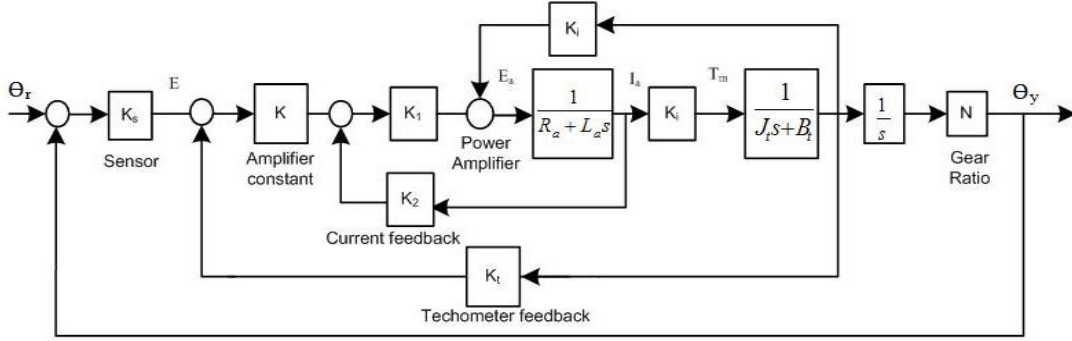 Kᵢ
E
Eₐ
Iₐ
Tₘ
Θᵣ
Kₛ
K
K₁
1
Rₐ + Lₐs
Kᵢ
1
Jₜs+Bₜ
1
s
N
Θᵧ
Sensor
Amplifier
constant
Power
Amplifier
Gear
Ratio
K₂
Current feedback
Kₜ
Techometer feedback